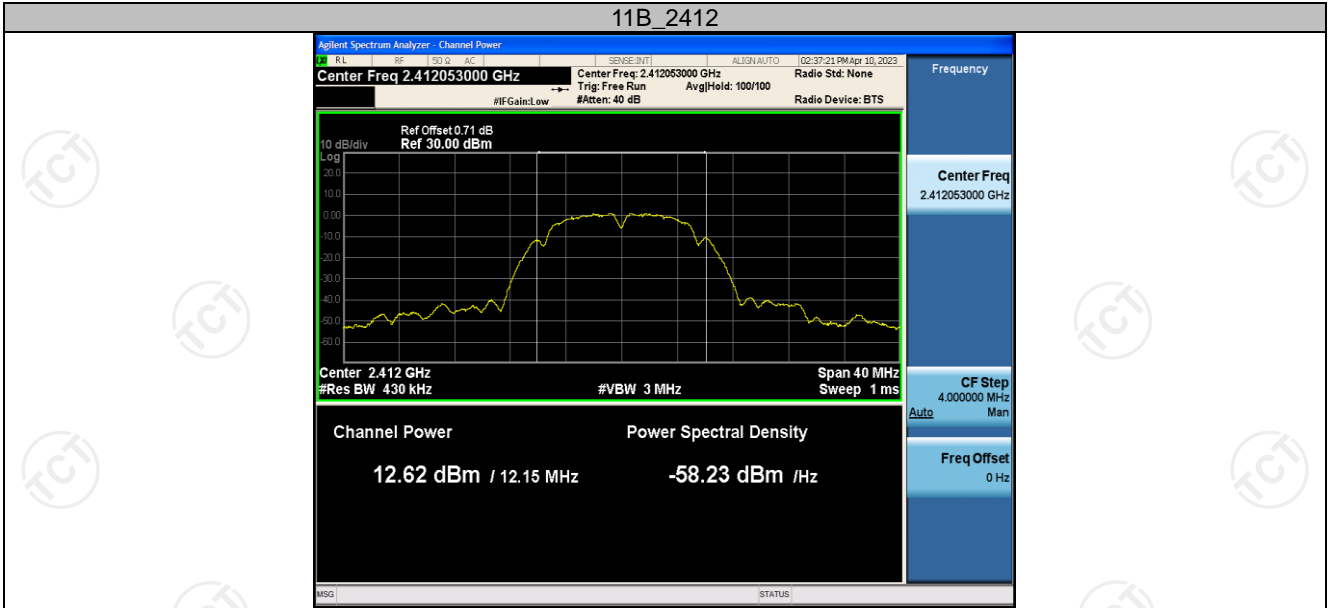 11B_2412
Agilent Spectrum Analyzer - Channel Power
RL RF 50 Ω AC SENSE:INT ALIGN AUTO 02:37:21 PM Apr 10, 2023
Center Freq 2.412053000 GHz
Center Freq: 2.412053000 GHz
Radio Std: None
Trig: Free Run Avg|Hold: 100/100
#IFGain:Low
#Atten: 40 dB
Radio Device: BTS
Frequency
Ref Offset 0.71 dB
10 dB/div Ref 30.00 dBm
Log
20.0
10.0
0.00
-10.0
-20.0
-30.0
-40.0
-50.0
-60.0
Center 2.412 GHz
Span 40 MHz
#Res BW 430 kHz
#VBW 3 MHz
Sweep 1 ms
Channel Power
Power Spectral Density
12.62 dBm / 12.15 MHz
-58.23 dBm /Hz
Center Freq
2.412053000 GHz
CF Step
4.000000 MHz
Auto Man
Freq Offset
0 Hz
MSG
STATUS
TCT
TCT
TCT
TCT
TCT
TCT